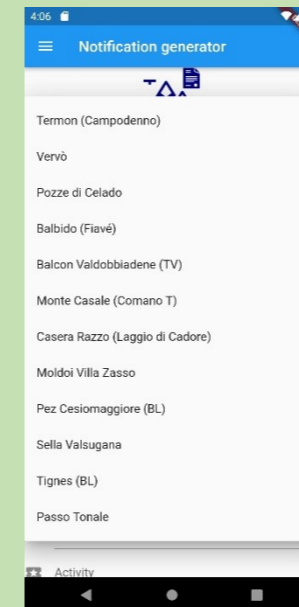 4:06
Notification generator
Termon (Campodenno)
Vervò
Pozze di Celado
Balbido (Fiavé)
Balcon Valdobbiadene (TV)
Monte Casale (Comano T)
Casera Razzo (Laggio di Cadore)
Moldoi Villa Zasso
Pez Cesiomaggiore (BL)
Sella Valsugana
Tignes (BL)
Passo Tonale
Activity